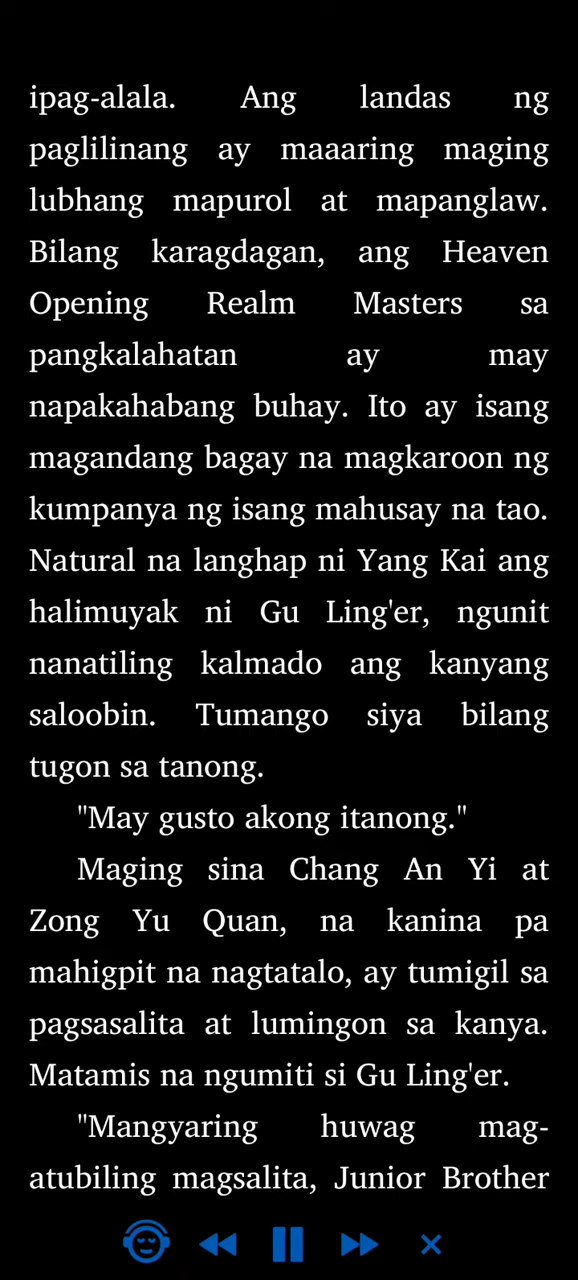 ipag-alala. Ang landas ng
paglilinang ay maaaring maging
lubhang mapurol at mapanglaw.
Bilang karagdagan, ang Heaven
Opening Realm Masters sa
pangkalahatan ay may
napakahabang buhay. Ito ay isang
magandang bagay na magkaroon ng
kumpanya ng isang mahusay na tao.
Natural na langhap ni Yang Kai ang
halimuyak ni Gu Ling'er, ngunit
nanatiling kalmado ang kanyang
saloobin. Tumango siya bilang
tugon sa tanong.
"May gusto akong itanong."
Maging sina Chang An Yi at
Zong Yu Quan, na kanina pa
mahigpit na nagtatalo, ay tumigil sa
pagsasalita at lumingon sa kanya.
Matamis na ngumiti si Gu Ling'er.
"Mangyaring huwag mag-
atubiling magsalita, Junior Brother